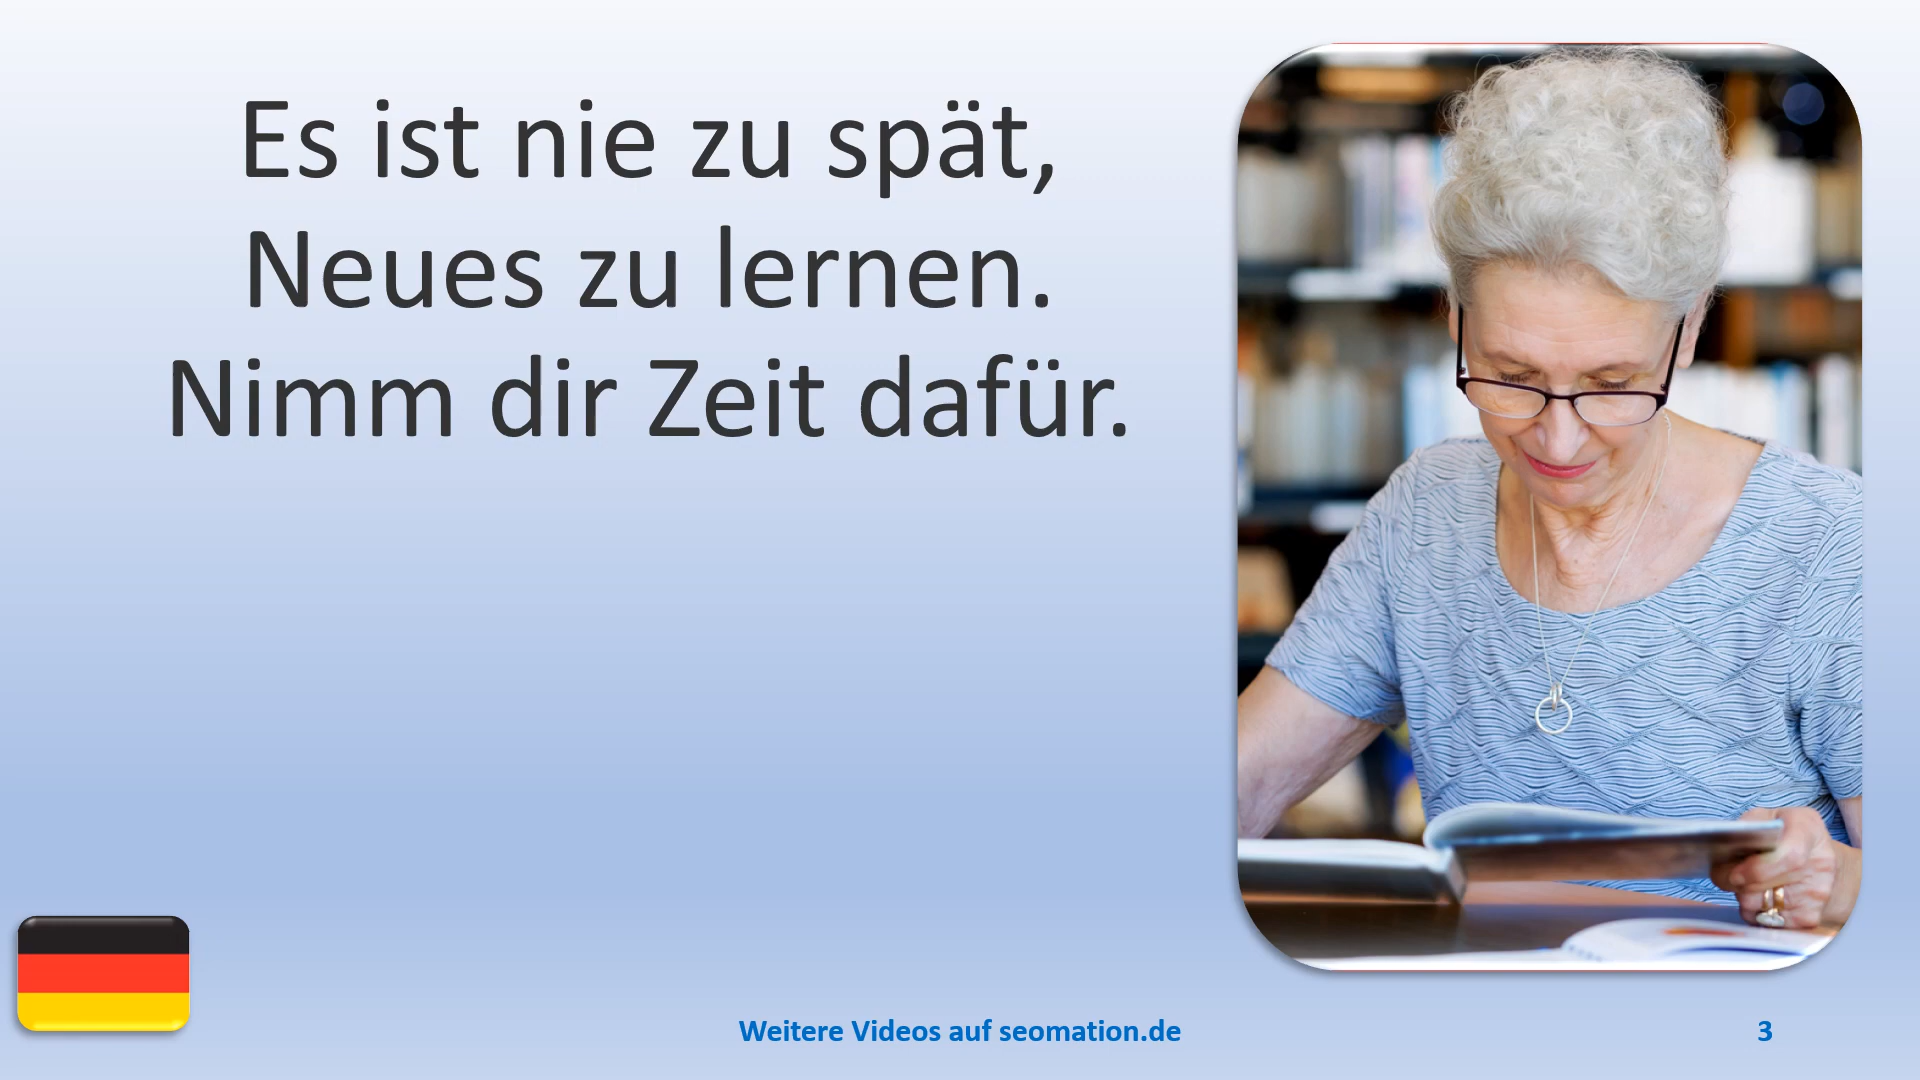 Es ist nie zu spät,
Neues zu lernen.
Nimm dir Zeit dafür.
Weitere Videos auf seomation.de
3